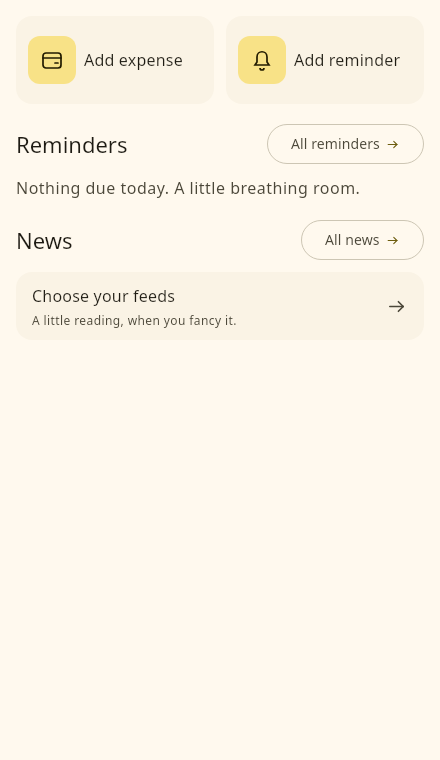 Add expense
Add reminder
Reminders
All reminders →
Nothing due today. A little breathing room.
News
All news →
Choose your feeds
A little reading, when you fancy it.